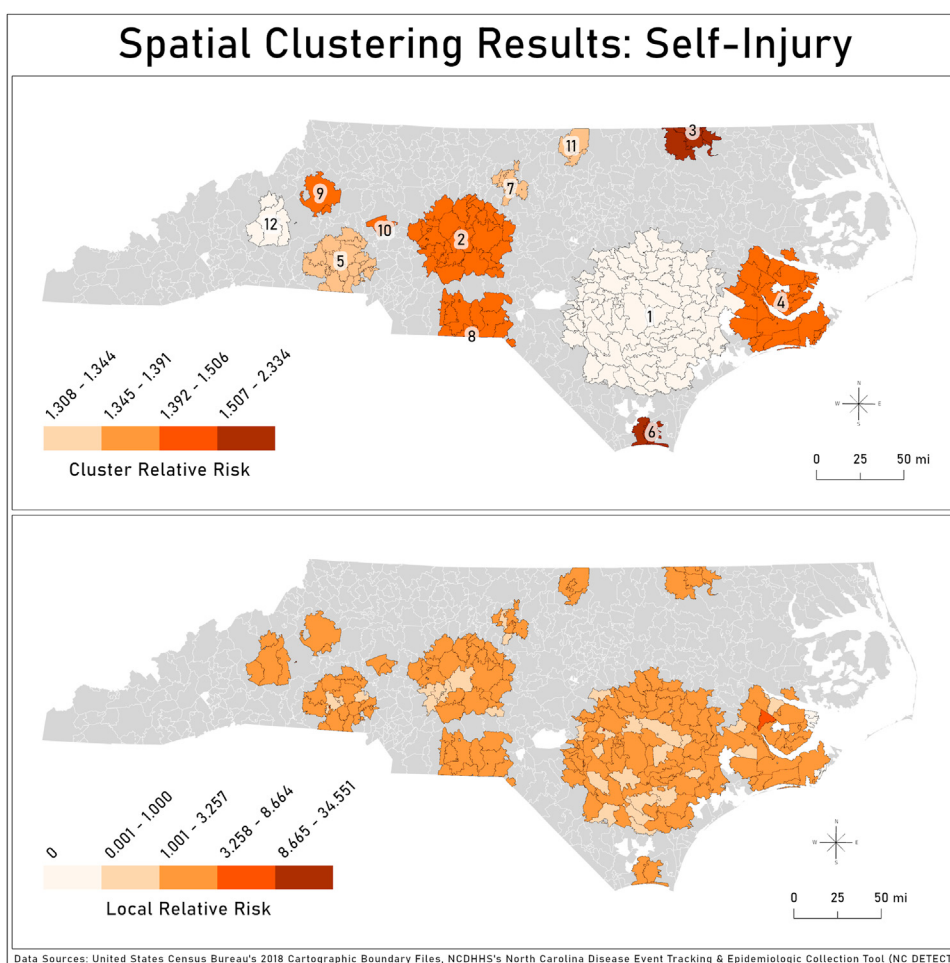 Spatial Clustering Results: Self-Injury
3
11
7
9
12
10
2
5
4
1
8
6
1.308 - 1.344
1.345 - 1.391
1.392 - 1.506
1.507 - 2.334
Cluster Relative Risk
N
W E
S
0 25 50 mi
0
0.001 - 1.000
1.001 - 3.257
3.258 - 8.664
8.665 - 34.551
Local Relative Risk
N
W E
S
0 25 50 mi
Data Sources: United States Census Bureau's 2018 Cartographic Boundary Files, NCDHHS's North Carolina Disease Event Tracking & Epidemiologic Collection Tool (NC DETECT